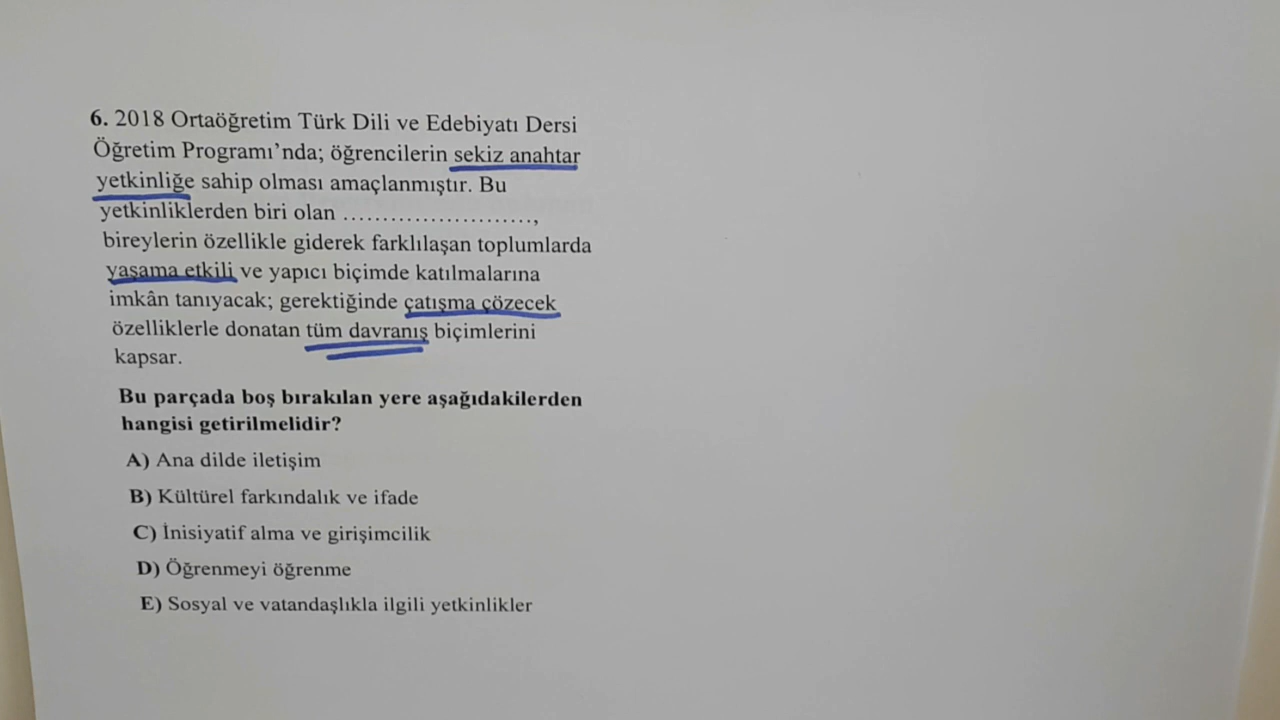 6. 2018 Ortaöğretim Türk Dili ve Edebiyatı Dersi
Öğretim Programı’nda; öğrencilerin sekiz anahtar
yetkinliğe sahip olması amaçlanmıştır. Bu
yetkinliklerden biri olan ........................,
bireylerin özellikle giderek farklılaşan toplumlarda
yaşama etkili ve yapıcı biçimde katılmalarına
imkân tanıyacak; gerektiğinde çatışma çözecek
özelliklerle donatan tüm davranış biçimlerini
kapsar.
Bu parçada boş bırakılan yere aşağıdakilerden
hangisi getirilmelidir?
A) Ana dilde iletişim
B) Kültürel farkındalık ve ifade
C) İnisiyatif alma ve girişimcilik
D) Öğrenmeyi öğrenme
E) Sosyal ve vatandaşlıkla ilgili yetkinlikler